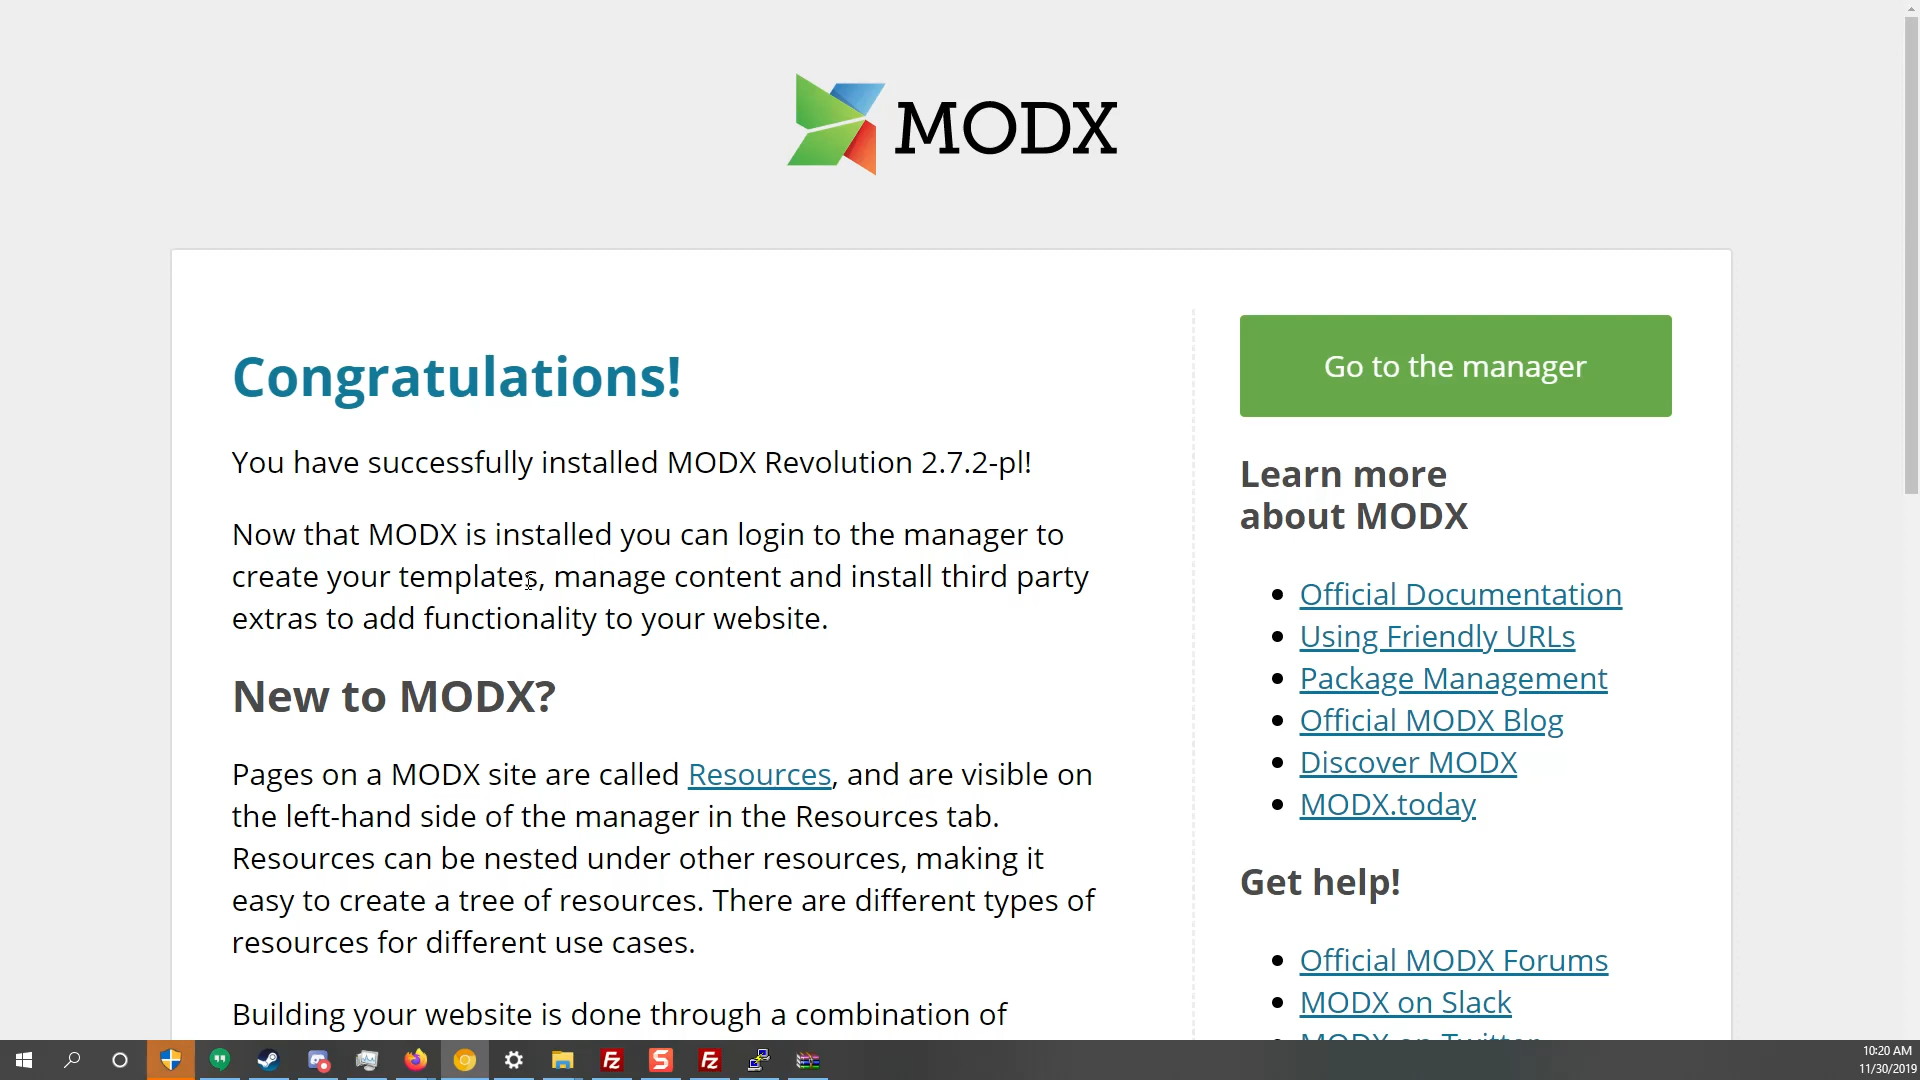 MODX
Congratulations!
You have successfully installed MODX Revolution 2.7.2-pl!
Now that MODX is installed you can login to the manager to
create your templates, manage content and install third party
extras to add functionality to your website.
New to MODX?
Pages on a MODX site are called Resources, and are visible on
the left-hand side of the manager in the Resources tab.
Resources can be nested under other resources, making it
easy to create a tree of resources. There are different types of
resources for different use cases.
Building your website is done through a combination of
Go to the manager
Learn more
about MODX
Official Documentation
Using Friendly URLs
Package Management
Official MODX Blog
Discover MODX
MODX.today
Get help!
Official MODX Forums
MODX on Slack
MODX on Twitter
10:20 AM
11/30/2019